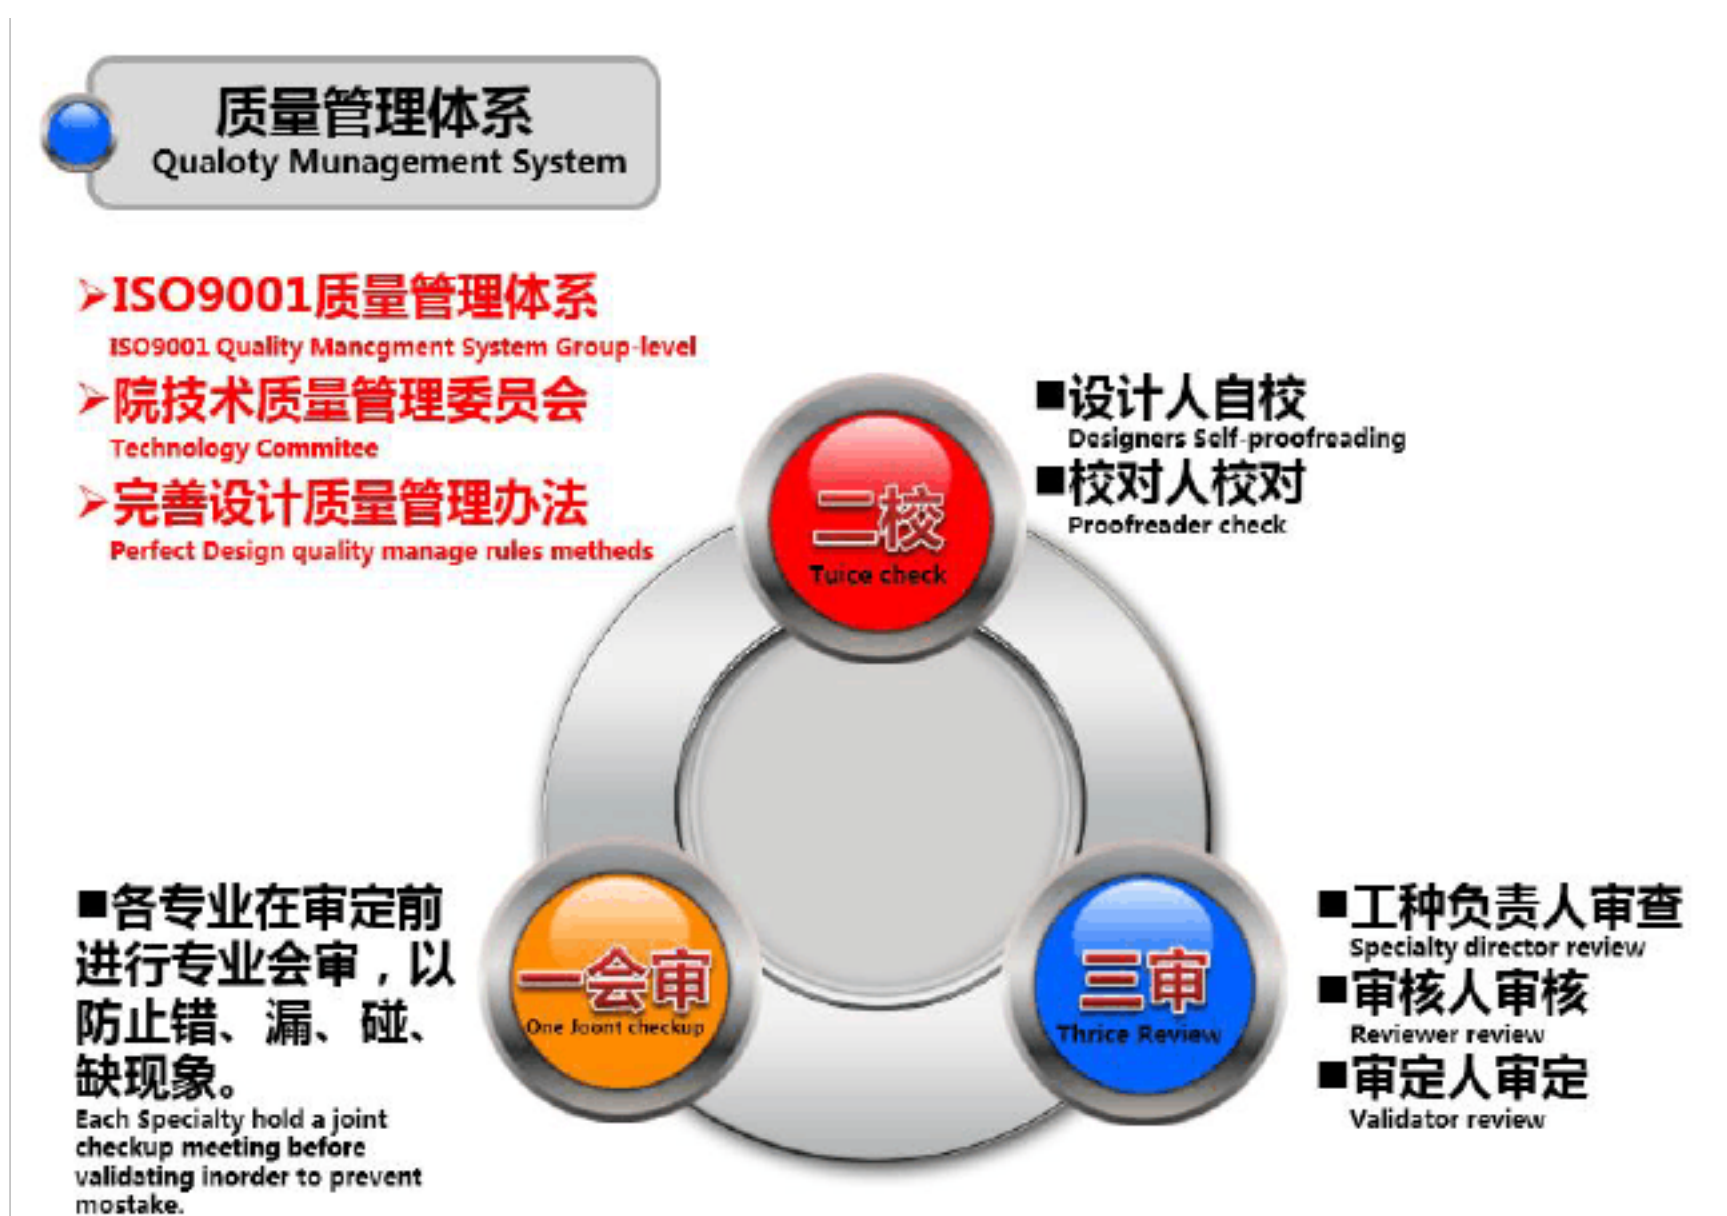 质量管理体系
Qualoty Munagement System
➢ISO9001质量管理体系
ISO9001 Quality Mancgment System Group-level
➢院技术质量管理委员会
Technology Commitee
➢完善设计质量管理办法
Perfect Design quality manage rules metheds
二校
Tuice check
■设计人自校
Designers Self-proofreading
■校对人校对
Proofreader check
■各专业在审定前
进行专业会审，以
防止错、漏、碰、
缺现象。
Each Specialty hold a joint
checkup meeting before
validating inorder to prevent
mostake.
一会审
One Joont checkup
三审
Thrice Review
■工种负责人审查
Specialty director review
■审核人审核
Reviewer review
■审定人审定
Validator review